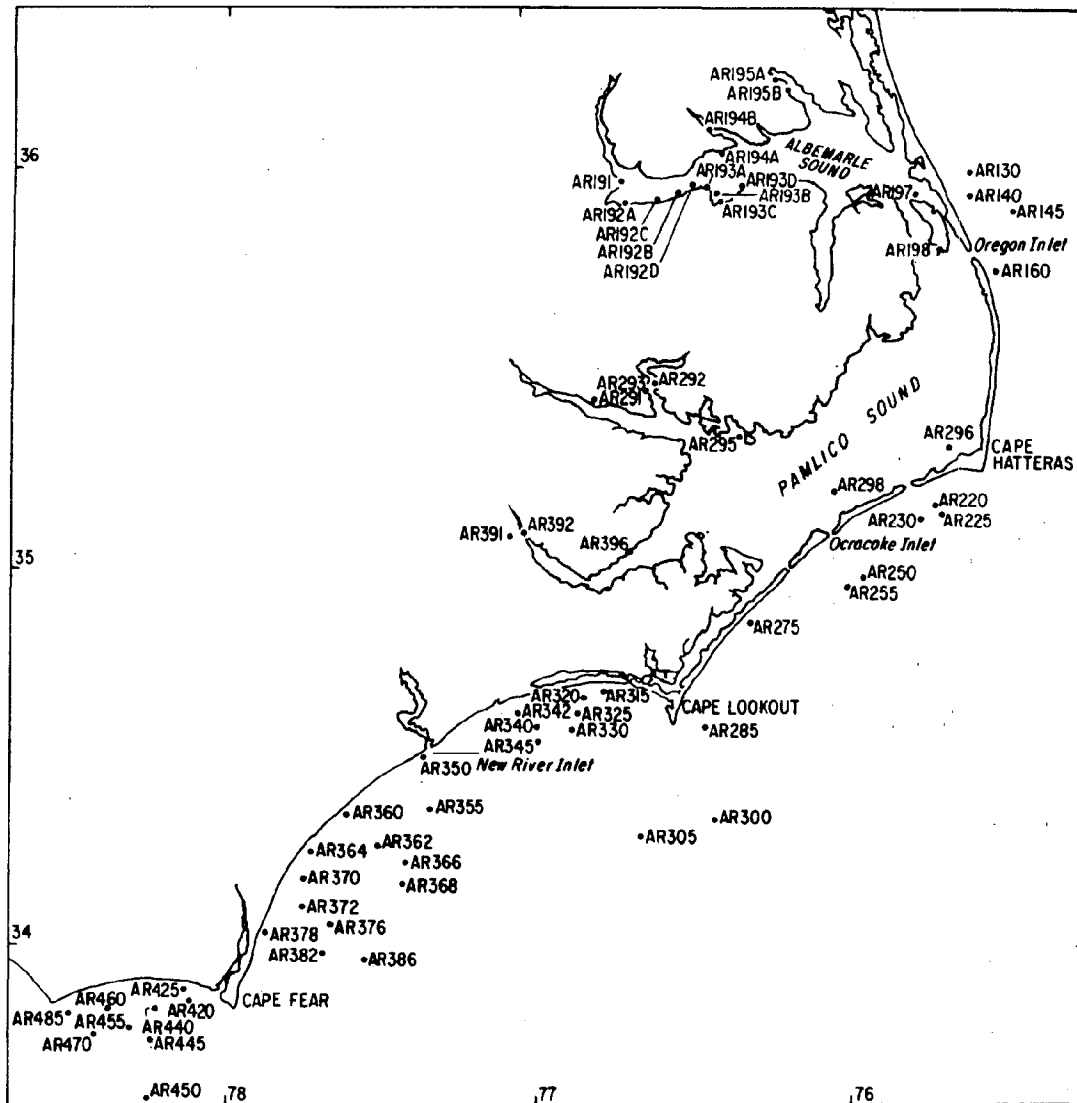 AR195A
AR195B
AR194B
ALBEMARLE
SOUND
36
AR194A
AR193A
AR130
AR191
AR193D
AR193B
AR197
AR140
AR192A
AR193C
AR145
AR192C
AR192B
AR192D
AR198
Oregon Inlet
AR160
AR293
AR292
AR291
PAMLICO SOUND
AR295
AR296
CAPE
HATTERAS
AR298
AR220
AR230
AR225
AR391
AR392
AR396
Ocracoke Inlet
35
AR250
AR255
AR275
AR320
AR315
CAPE LOOKOUT
AR342
AR325
AR340
AR330
AR285
AR345
AR350
New River Inlet
AR355
AR360
AR300
AR305
AR362
AR364
AR366
AR370
AR368
AR372
AR376
AR378
34
AR382
AR386
AR425
AR460
AR420
CAPE FEAR
AR485
AR455
AR440
AR470
AR445
AR450
78
77
76